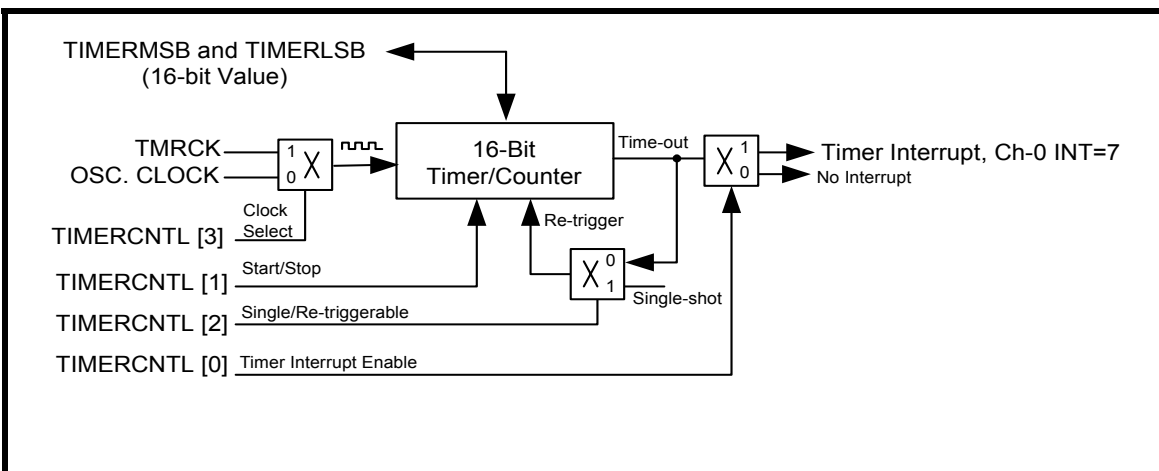 TIMERMSB and TIMERLSB
(16-bit Value)
TMRCK
OSC. CLOCK
1
0
X
16-Bit
Timer/Counter
Time-out
X
1
0
Timer Interrupt, Ch-0 INT=7
No Interrupt
Clock
Select
TIMERCNTL [3]
Re-trigger
X
0
1
Single-shot
TIMERCNTL [1]
Start/Stop
TIMERCNTL [2]
Single/Re-triggerable
TIMERCNTL [0]
Timer Interrupt Enable